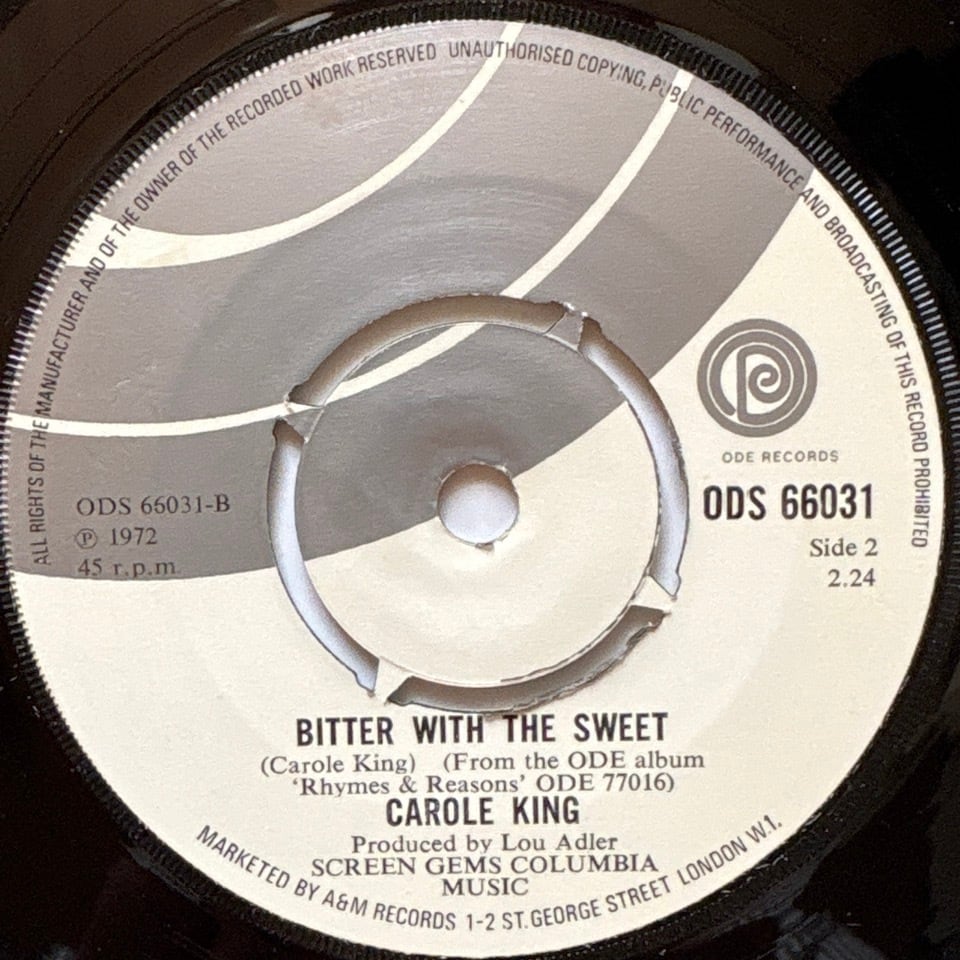 ALL RIGHTS OF THE MANUFACTURER AND OF THE OWNER OF THE RECORDED WORK RESERVED UNAUTHORISED COPYING, PUBLIC PERFORMANCE AND BROADCASTING OF THIS RECORD PROHIBITED
ODE RECORDS
ODS 66031
Side 2
2.24
ODS 66031-B
Ⓟ 1972
45 r.p.m.
BITTER WITH THE SWEET
(Carole King) (From the ODE album
‘Rhymes & Reasons’ ODE 77016)
CAROLE KING
Produced by Lou Adler
SCREEN GEMS COLUMBIA
MUSIC
MARKETED BY A&M RECORDS 1-2 ST. GEORGE STREET LONDON W.1.